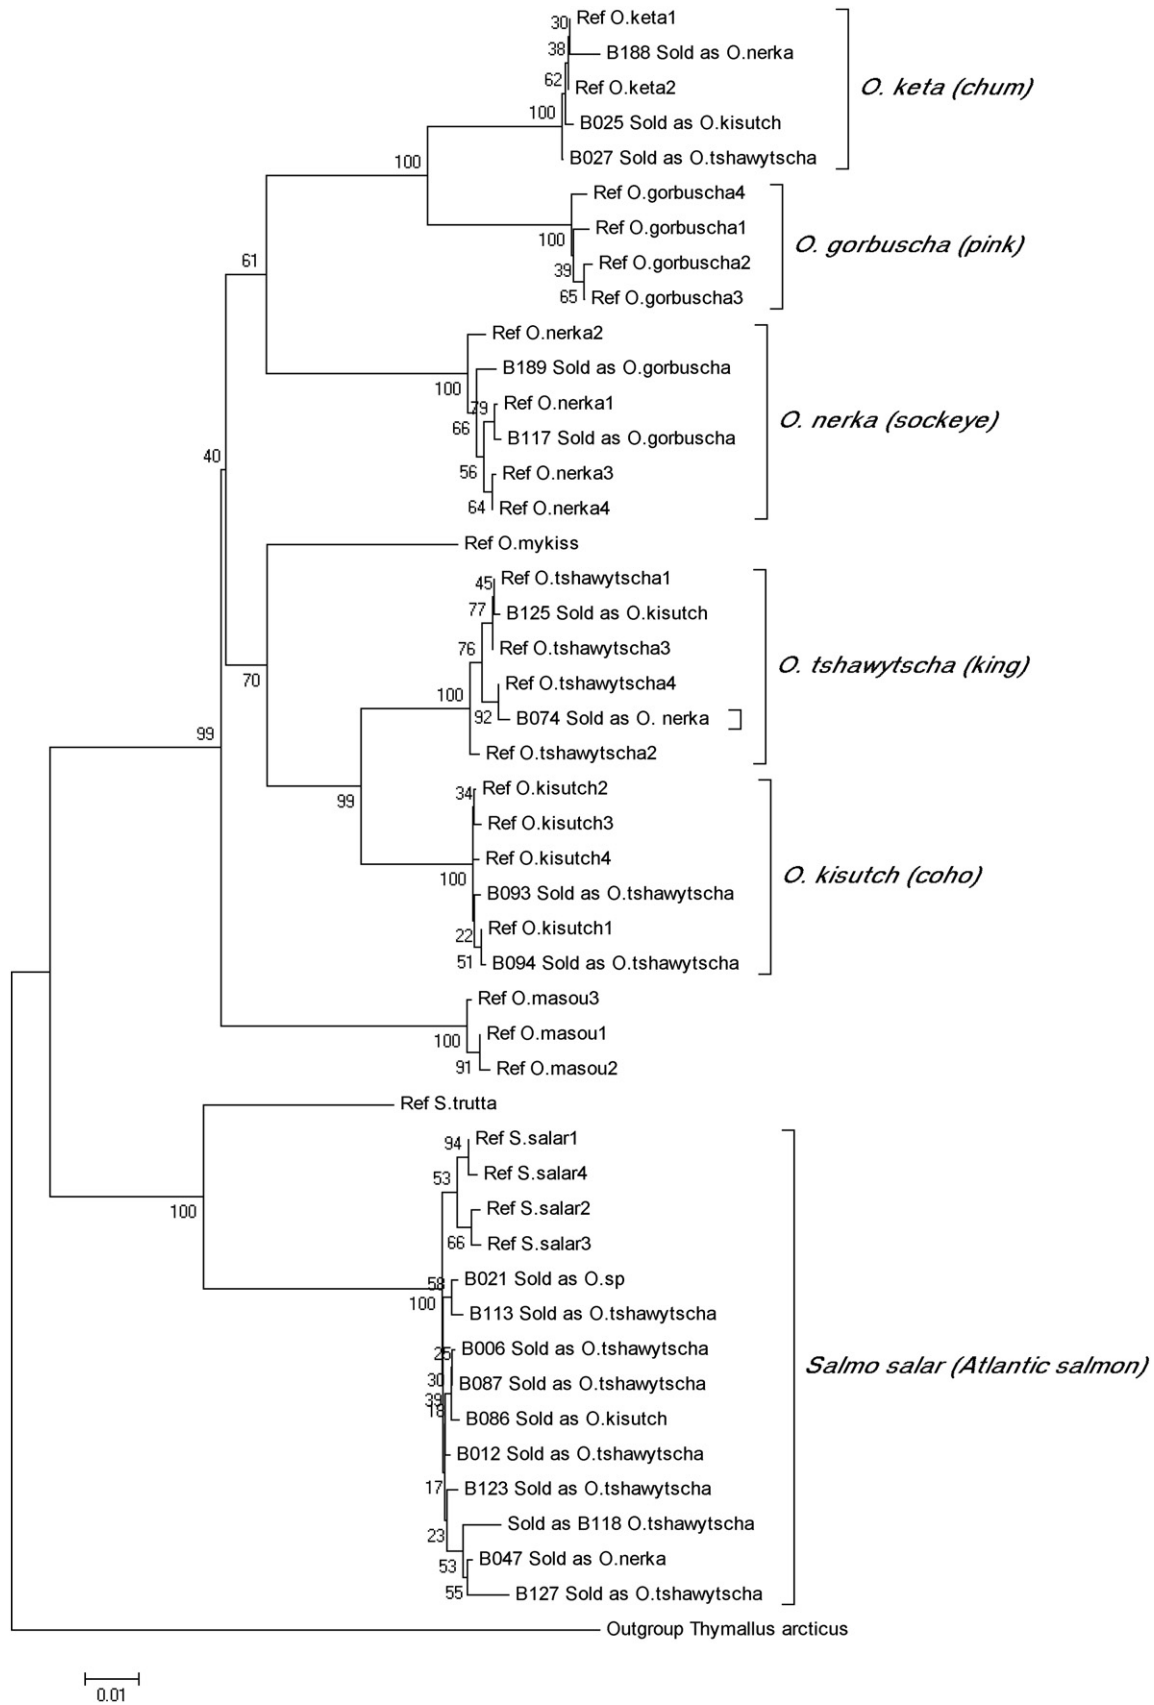 30
Ref O.keta1
38
B188 Sold as O.nerka
62
Ref O.keta2
O. keta (chum)
100
B025 Sold as O.kisutch
B027 Sold as O.tshawytscha
100
Ref O.gorbuscha4
Ref O.gorbuscha1
100
O. gorbuscha (pink)
61
Ref O.gorbuscha2
39
65
Ref O.gorbuscha3
Ref O.nerka2
B189 Sold as O.gorbuscha
100
79
Ref O.nerka1
66
O. nerka (sockeye)
B117 Sold as O.gorbuscha
40
56
Ref O.nerka3
64
Ref O.nerka4
Ref O.mykiss
45
Ref O.tshawytscha1
77
B125 Sold as O.kisutch
76
Ref O.tshawytscha3
O. tshawytscha (king)
70
100
Ref O.tshawytscha4
92
B074 Sold as O. nerka
99
Ref O.tshawytscha2
34
Ref O.kisutch2
99
Ref O.kisutch3
Ref O.kisutch4
100
O. kisutch (coho)
B093 Sold as O.tshawytscha
22
Ref O.kisutch1
51
B094 Sold as O.tshawytscha
Ref O.masou3
100
Ref O.masou1
91
Ref O.masou2
Ref S.trutta
94
Ref S.salar1
53
Ref S.salar4
100
Ref S.salar2
66
Ref S.salar3
58
B021 Sold as O.sp
100
B113 Sold as O.tshawytscha
25
B006 Sold as O.tshawytscha
Salmo salar (Atlantic salmon)
30
B087 Sold as O.tshawytscha
39
18
B086 Sold as O.kisutch
B012 Sold as O.tshawytscha
17
B123 Sold as O.tshawytscha
23
Sold as B118 O.tshawytscha
53
B047 Sold as O.nerka
55
B127 Sold as O.tshawytscha
Outgroup Thymallus arcticus
0.01